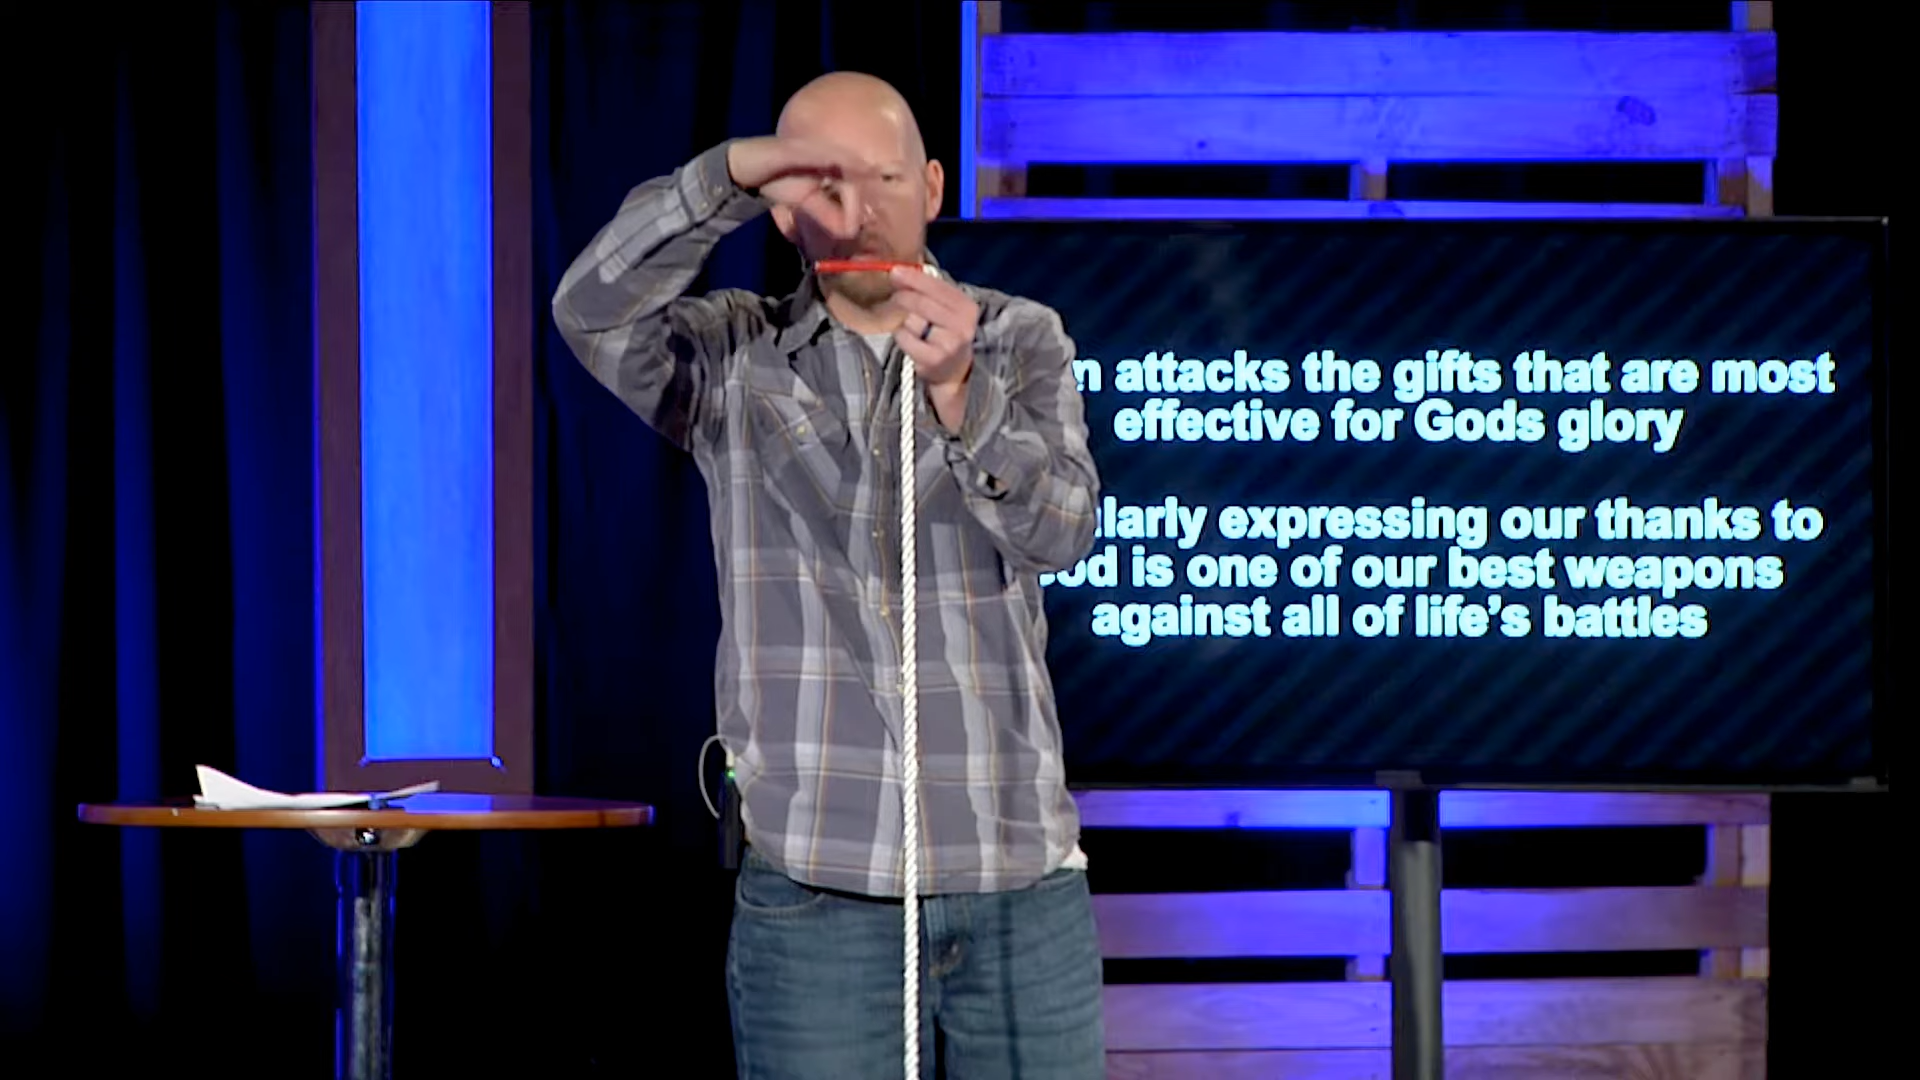 attacks the gifts that are most
effective for Gods glory
expressing our thanks to
is one of our best weapons
against all of life’s battles